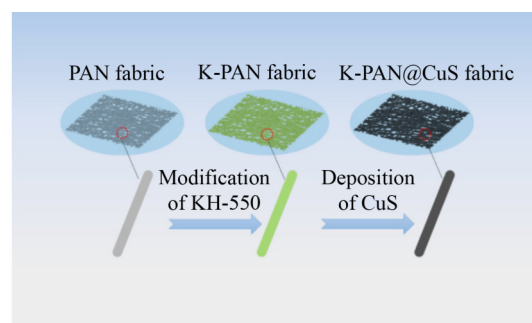 PAN fabric
K-PAN fabric
K-PAN@CuS fabric
Modification
of KH-550
Deposition
of CuS